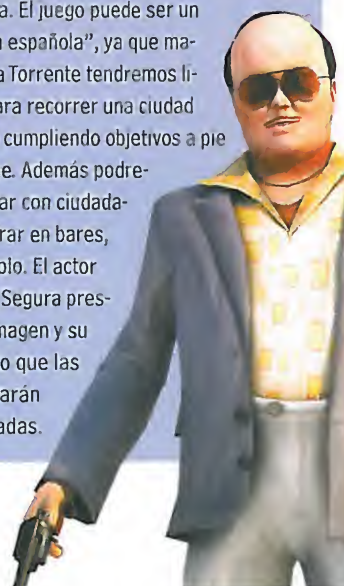 a. El juego puede ser un
española”, ya que ma-
a Torrente tendremos li-
ara recorrer una ciudad
cumpliendo objetivos a pie
e. Además podre-
ar con ciudada-
rar en bares,
plo. El actor
Segura pres-
magen y su
o que las
arán
adas.